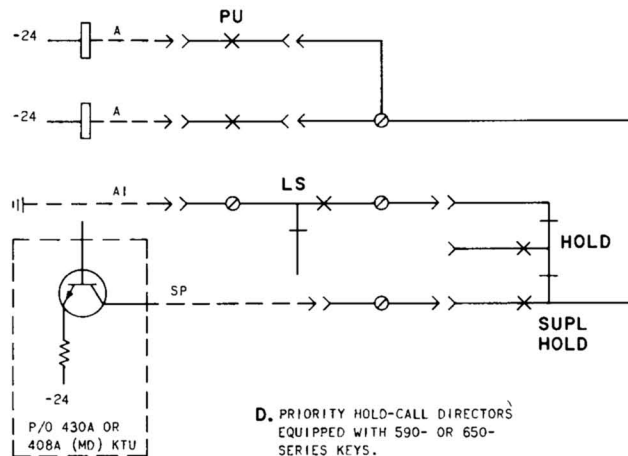 PU
-24
A
-24
A
A1
LS
HOLD
SP
SUPL
HOLD
-24
P/O 430A OR
408A (MD) KTU
D. PRIORITY HOLD-CALL DIRECTORS
EQUIPPED WITH 590- OR 650-
SERIES KEYS.